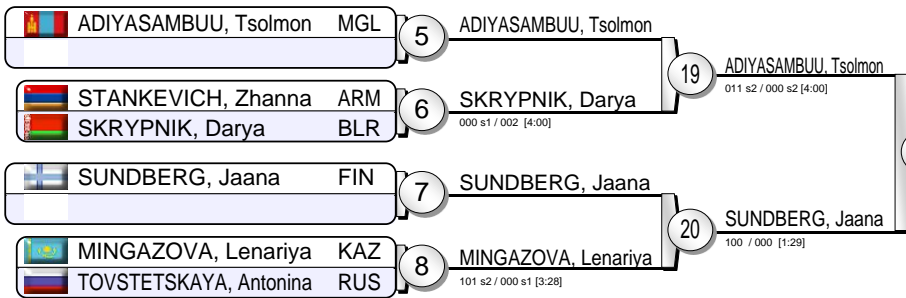 ADIYASAMBUU, Tsolmon MGL
5
ADIYASAMBUU, Tsolmon
STANKEVICH, Zhanna ARM
SKRYPNIK, Darya BLR
6
SKRYPNIK, Darya
000 s1 / 002 [4:00]
19
ADIYASAMBUU, Tsolmon
011 s2 / 000 s2 [4:00]
SUNDBERG, Jaana FIN
7
SUNDBERG, Jaana
MINGAZOVA, Lenariya KAZ
TOVSTETSKAYA, Antonina RUS
8
MINGAZOVA, Lenariya
101 s2 / 000 s1 [3:28]
20
SUNDBERG, Jaana
100 / 000 [1:29]